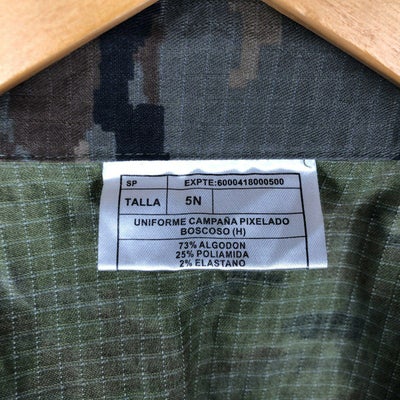 SP EXPTE:6000418000500
TALLA 5N
UNIFORME CAMPAÑA PIXELADO
BOSCOSO (H)
73% ALGODON
25% POLIAMIDA
2% ELASTANO